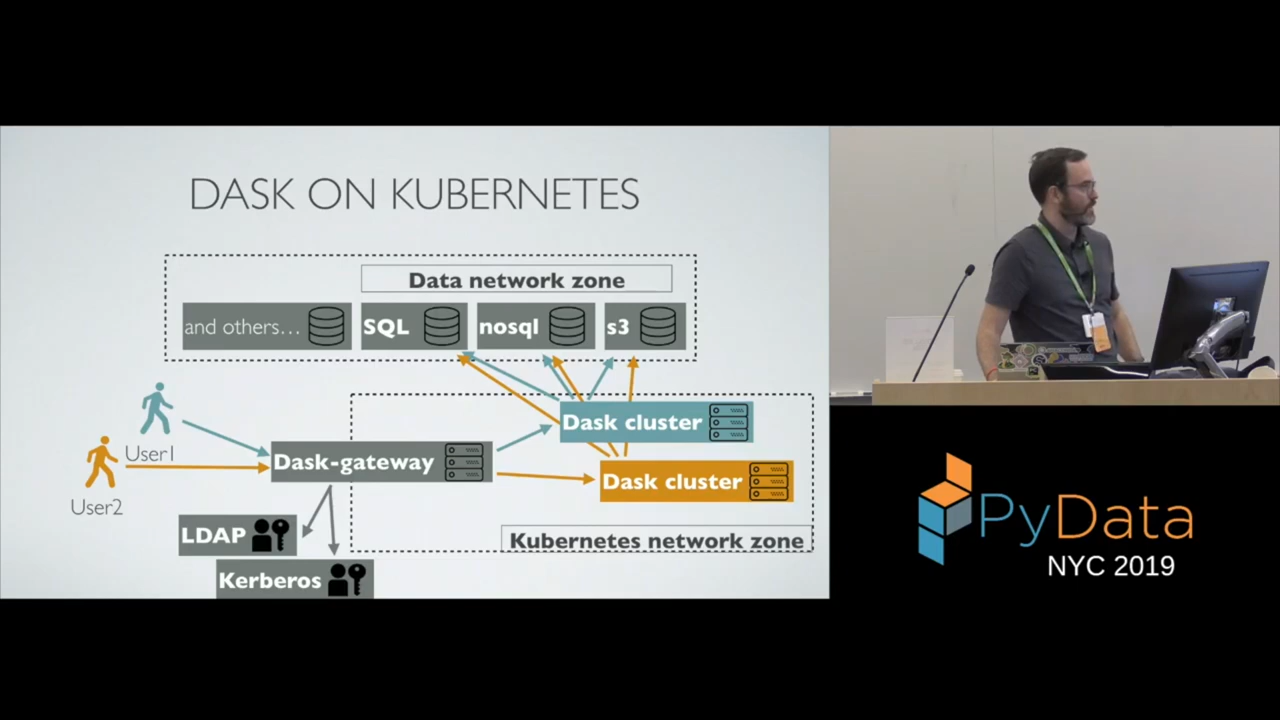 DASK ON KUBERNETES
Data network zone
and others...
SQL
nosql
s3
User1
User2
Dask-gateway
Dask cluster
Dask cluster
LDAP
Kerberos
Kubernetes network zone
PyData
NYC 2019